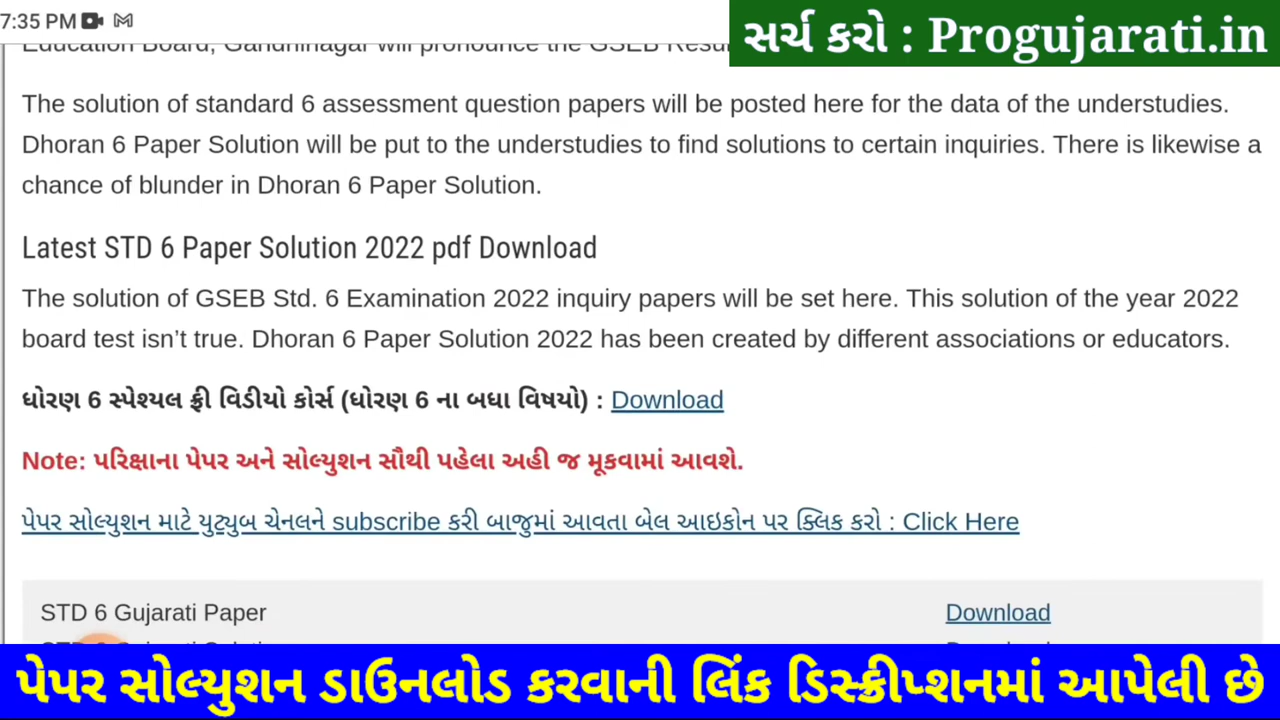 7:35 PM
સર્ચ કરો : Progujarati.in
Education Board, Gandhinagar will pronounce the GSEB
The solution of standard 6 assessment question papers will be posted here for the data of the understudies.
Dhoran 6 Paper Solution will be put to the understudies to find solutions to certain inquiries. There is likewise a
chance of blunder in Dhoran 6 Paper Solution.
Latest STD 6 Paper Solution 2022 pdf Download
The solution of GSEB Std. 6 Examination 2022 inquiry papers will be set here. This solution of the year 2022
board test isn’t true. Dhoran 6 Paper Solution 2022 has been created by different associations or educators.
ધોરણ 6 સ્પેશ્યલ ફ્રી વિડીયો કોર્સ (ધોરણ 6 ના બધા વિષયો) : Download
Note: પરિક્ષાના પેપર અને સોલ્યુશન સૌથી પહેલા અહી જ મૂકવામાં આવશે.
પેપર સોલ્યુશન માટે યુટ્યુબ ચેનલને subscribe કરી બાજુમાં આવતા બેલ આઇકોન પર ક્લિક કરો : Click Here
STD 6 Gujarati Paper Download
પેપર સોલ્યુશન ડાઉનલોડ કરવાની લિંક ડિસ્ક્રીપ્શનમાં આપેલી છે